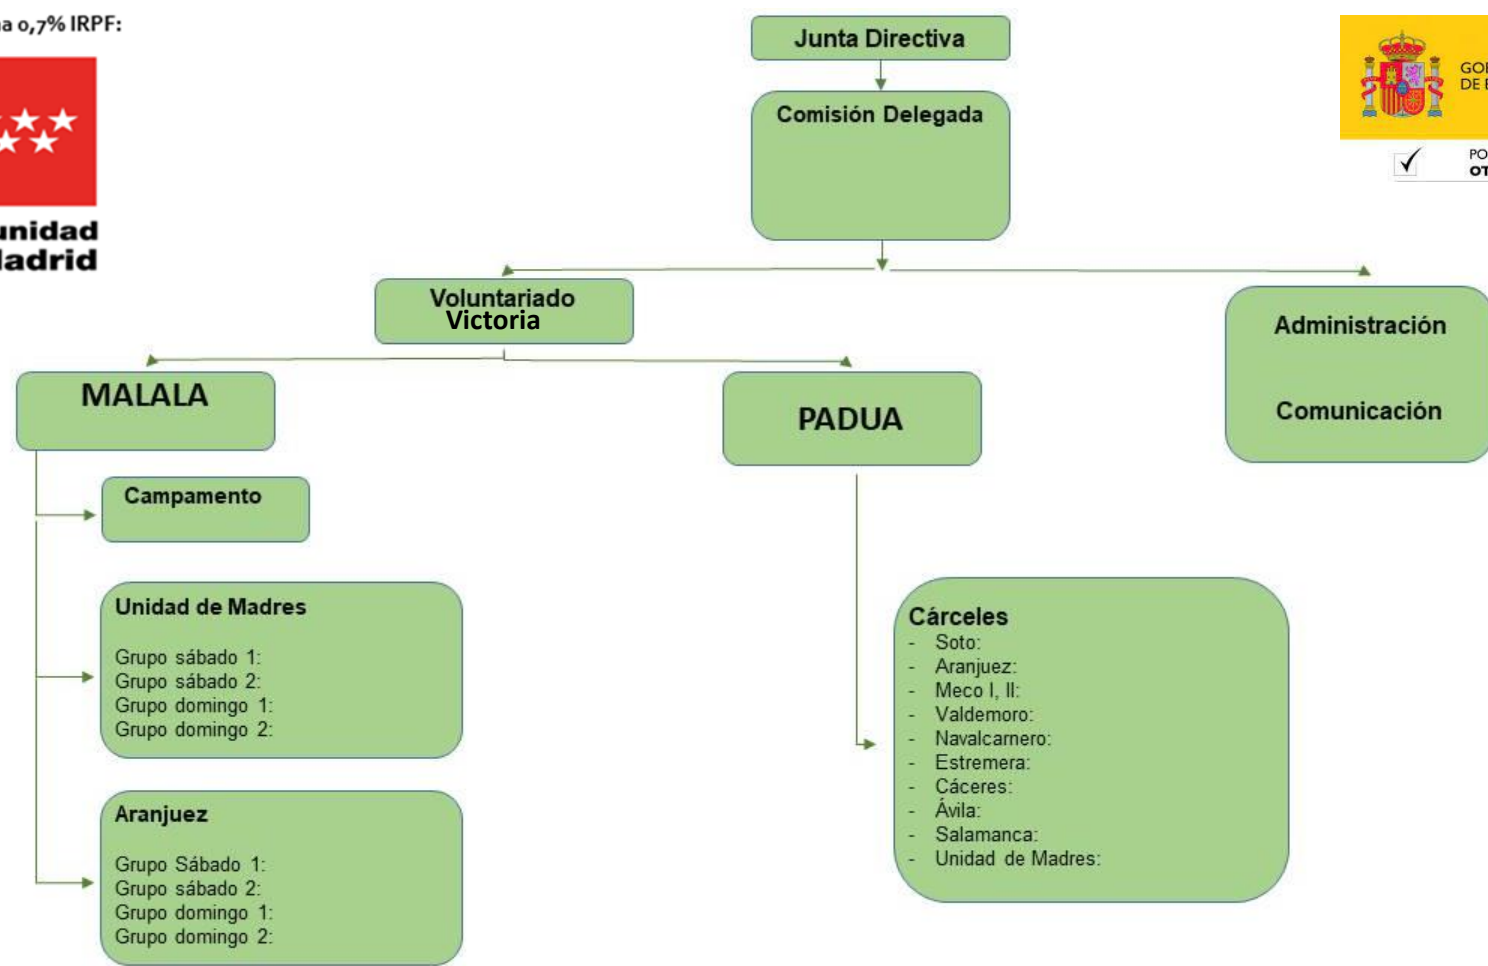 0,7% IRPF:
Junta Directiva
Comisión Delegada
Voluntariado
Victoria
Administración
Comunicación
MALALA
PADUA
Campamento
Unidad de Madres
Grupo sábado 1:
Grupo sábado 2:
Grupo domingo 1:
Grupo domingo 2:
Aranjuez
Grupo Sábado 1:
Grupo sábado 2:
Grupo domingo 1:
Grupo domingo 2:
Cárceles
- Soto:
- Aranjuez:
- Meco I, II:
- Valdemoro:
- Navalcarnero:
- Estremera:
- Cáceres:
- Ávila:
- Salamanca:
- Unidad de Madres: